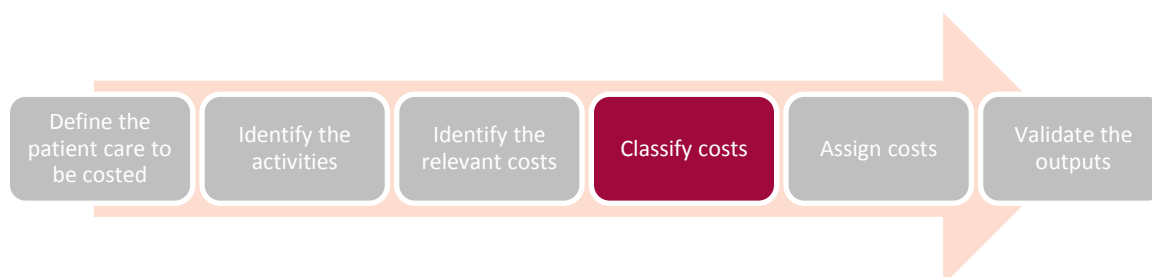 Define the
patient care to
be costed
Identify the
activities
Identify the
relevant costs
Classify costs
Assign costs
Validate the
outputs